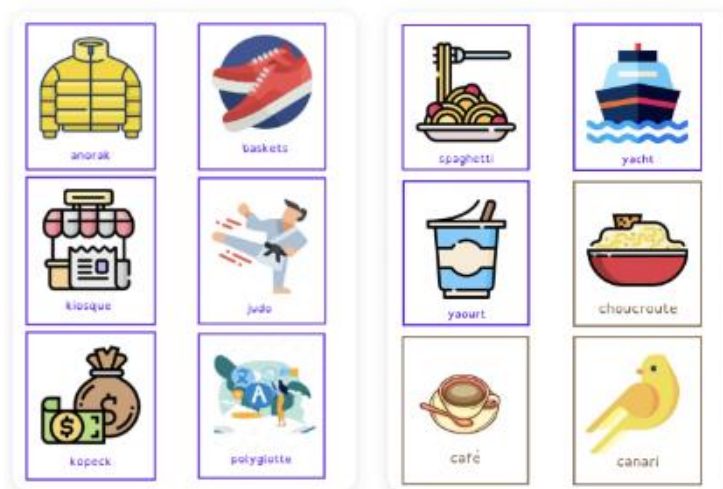 anorak
baskets
kiosque
judo
kopeck
A
polyglotte
spaghetti
yacht
yaourt
choucroute
café
canari